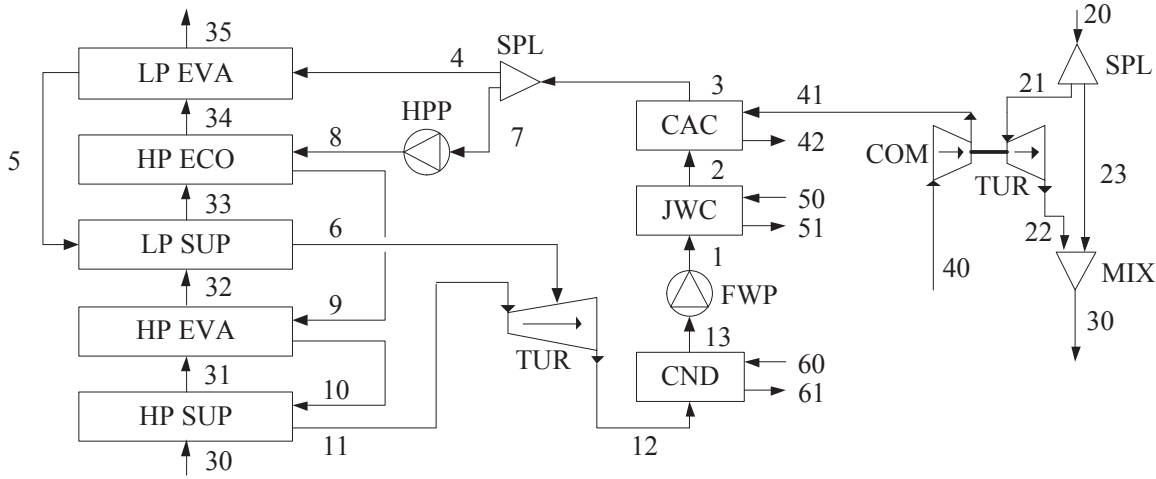 35
4
SPL
20
LP EVA
3
41
21
SPL
34
HPP
CAC
5
8
7
42
COM
HP ECO
2
TUR
23
33
JWC
50
51
LP SUP
6
22
32
1
40
MIX
9
FWP
HP EVA
13
30
31
10
TUR
CND
60
61
HP SUP
11
12
30